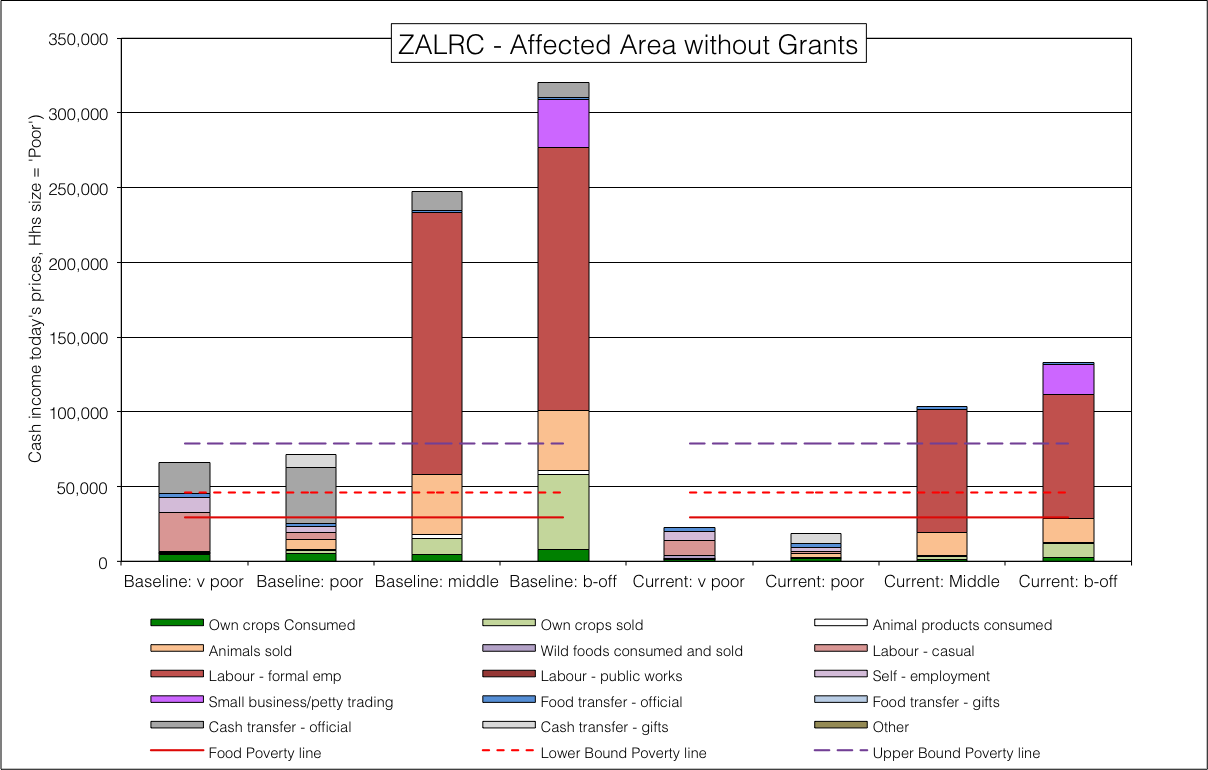 ZALRC - Affected Area without Grants
Cash income today's prices, Hhs size = 'Poor')
350,000
300,000
250,000
200,000
150,000
100,000
50,000
0
Baseline: v poor Baseline: poor Baseline: middle Baseline: b-off Current: v poor Current: poor Current: Middle Current: b-off
Own crops Consumed Own crops sold Animal products consumed
Animals sold Wild foods consumed and sold Labour - casual
Labour - formal emp Labour - public works Self - employment
Small business/petty trading Food transfer - official Food transfer - gifts
Cash transfer - official Cash transfer - gifts Other
Food Poverty line Lower Bound Poverty line Upper Bound Poverty line